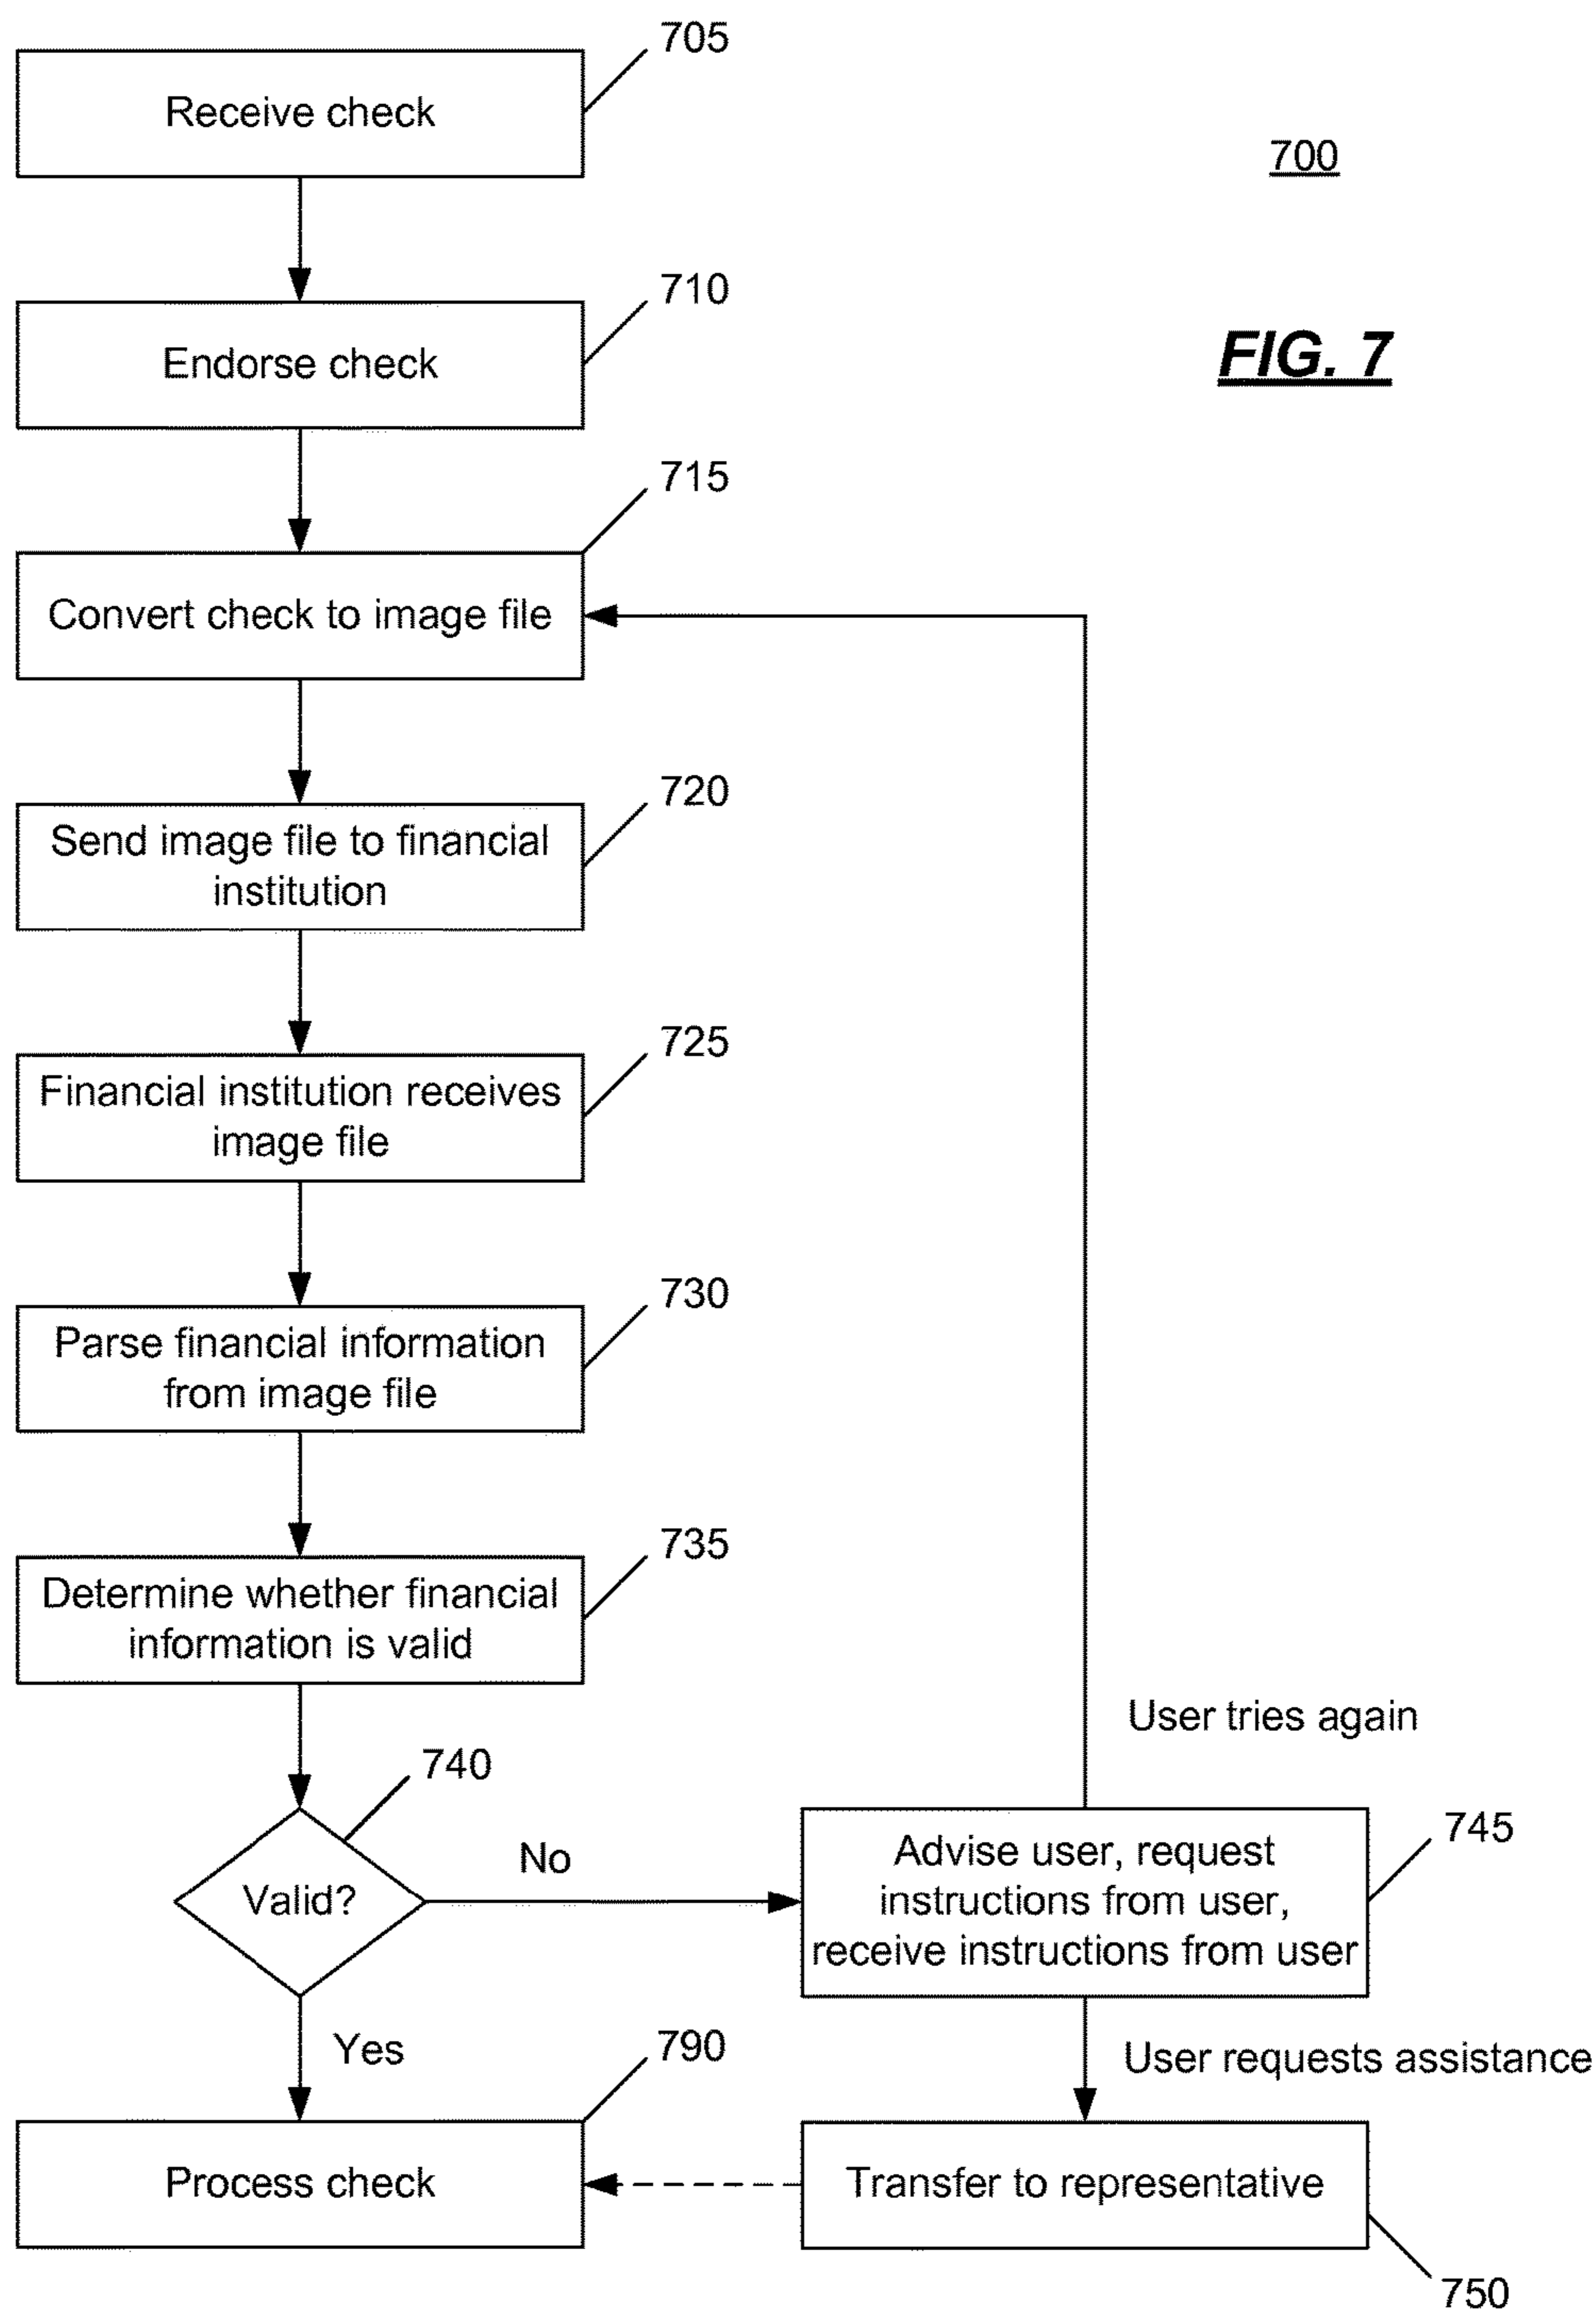 705
Receive check
700
710
Endorse check
FIG. 7
715
Convert check to image file
720
Send image file to financial
institution
725
Financial institution receives
image file
730
Parse financial information
from image file
735
Determine whether financial
information is valid
User tries again
740
Valid?
No
745
Advise user, request
instructions from user,
receive instructions from user
Yes
790
User requests assistance
Process check
Transfer to representative
750